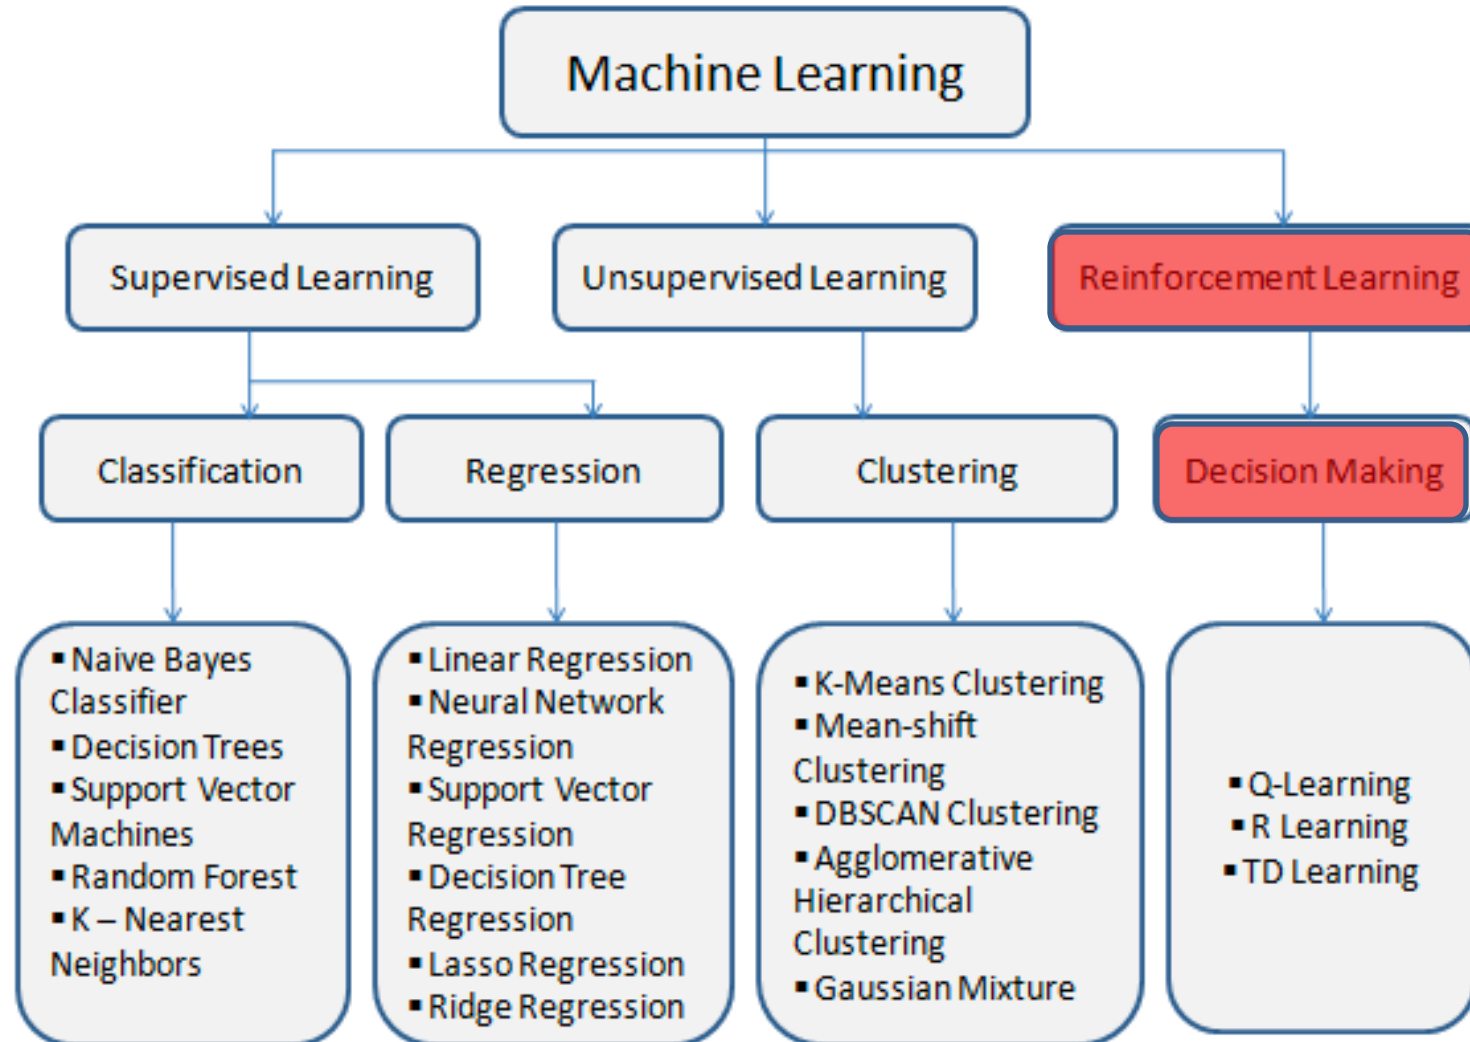 Machine Learning
Supervised Learning
Unsupervised Learning
Reinforcement Learning
Classification
Regression
Clustering
Decision Making
▪ Naive Bayes
Classifier
▪ Decision Trees
▪ Support Vector
Machines
▪ Random Forest
▪ K – Nearest
Neighbors
▪ Linear Regression
▪ Neural Network
Regression
▪ Support Vector
Regression
▪ Decision Tree
Regression
▪ Lasso Regression
▪ Ridge Regression
▪ K-Means Clustering
▪ Mean-shift
Clustering
▪ DBSCAN Clustering
▪ Agglomerative
Hierarchical
Clustering
▪ Gaussian Mixture
▪ Q-Learning
▪ R Learning
▪ TD Learning